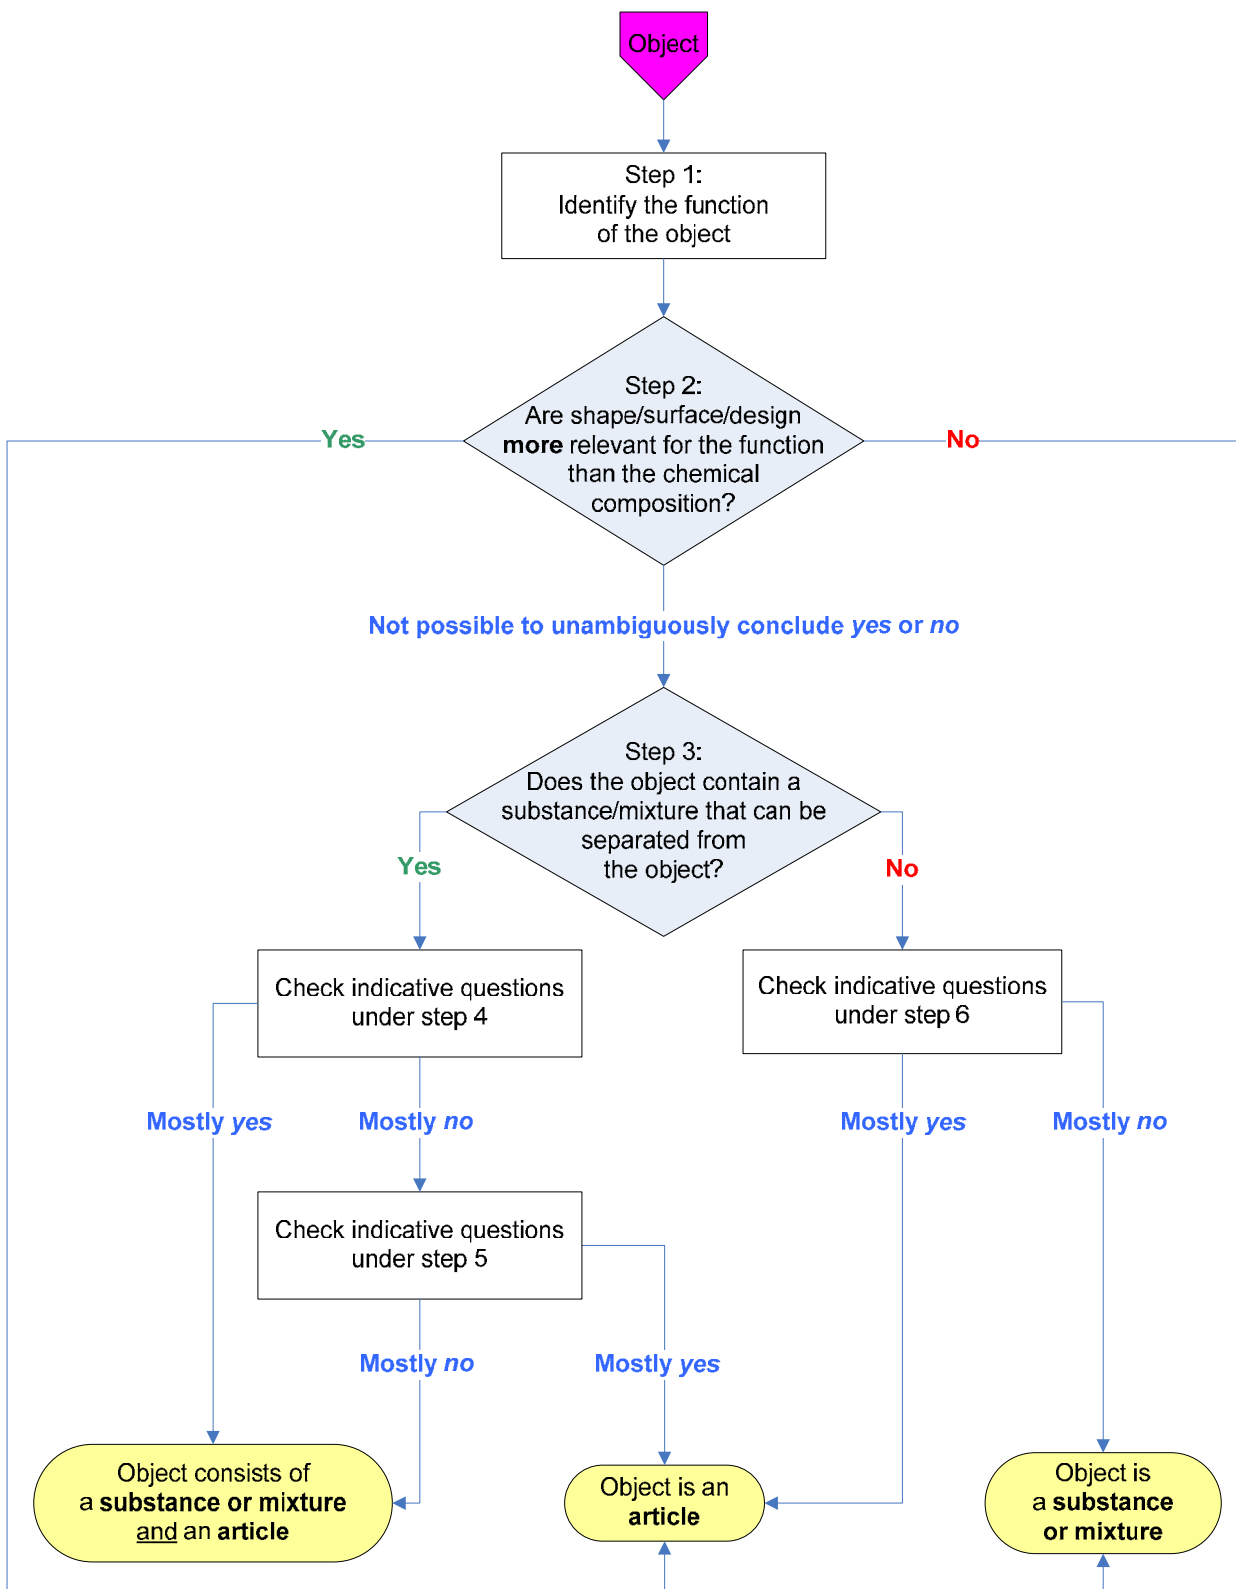 Object
Step 1:
Identify the function
of the object
Step 2:
Are shape/surface/design
more relevant for the function
than the chemical
composition?
Yes
No
Not possible to unambiguously conclude yes or no
Step 3:
Does the object contain a
substance/mixture that can be
separated from
the object?
Yes
No
Check indicative questions
under step 4
Check indicative questions
under step 6
Mostly yes
Mostly no
Mostly yes
Mostly no
Check indicative questions
under step 5
Mostly no
Mostly yes
Object consists of
a substance or mixture
and an article
Object is an
article
Object is
a substance
or mixture